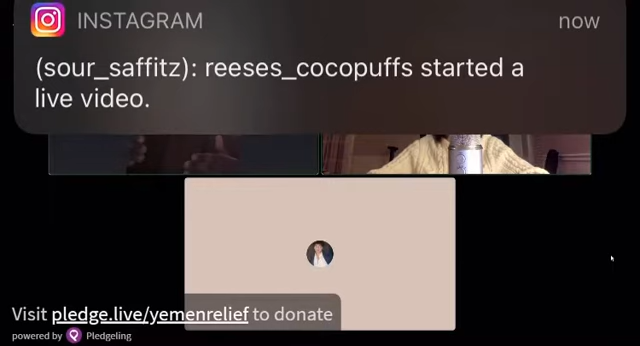 INSTAGRAM
now
(sour_saffitz): reeses_cocopuffs started a
live video.
Visit pledge.live/yemenrelief to donate
powered by Pledgeling